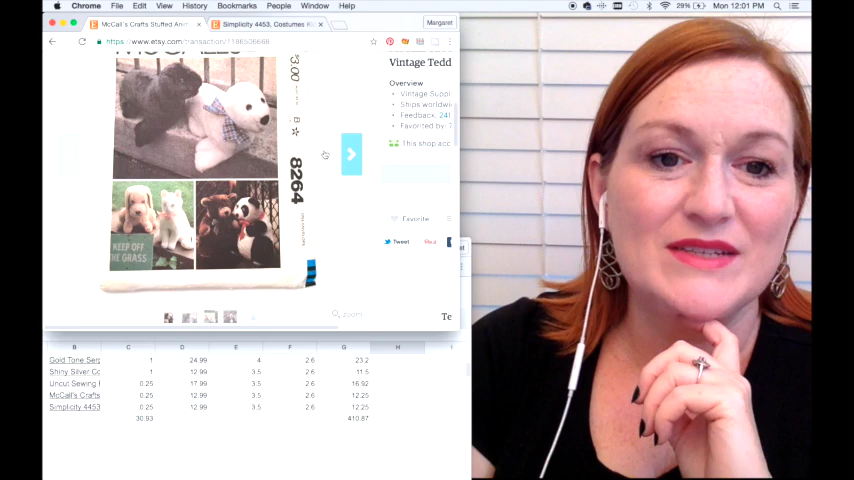 Chrome File Edit View History Bookmarks People Window Help 29% Mon 12:01 PM
McCall's Crafts Stuffed Anim
Simplicity 4453, Costumes Ki
Margaret
https://www.etsy.com/transaction/1186506668
$3.00
B
8264
KEEP OFF
THE GRASS
Vintage Tedd
Overview
Vintage Suppl
Ships worldwi
Feedback, 241
Favorited by: 7
This shop acc
Favorite
Tweet
zoom
Te
B C D E F G H
Gold Tone Serp 1 24.99 4 2.6 23.2
Shiny Silver Co 1 12.99 3.5 2.6 11.5
Uncut Sewing F 0.25 17.99 3.5 2.6 16.92
McCall's Crafts 0.25 12.99 3.5 2.6 12.25
Simplicity 4453 0.25 12.99 3.5 2.6 12.25
30.93 410.87